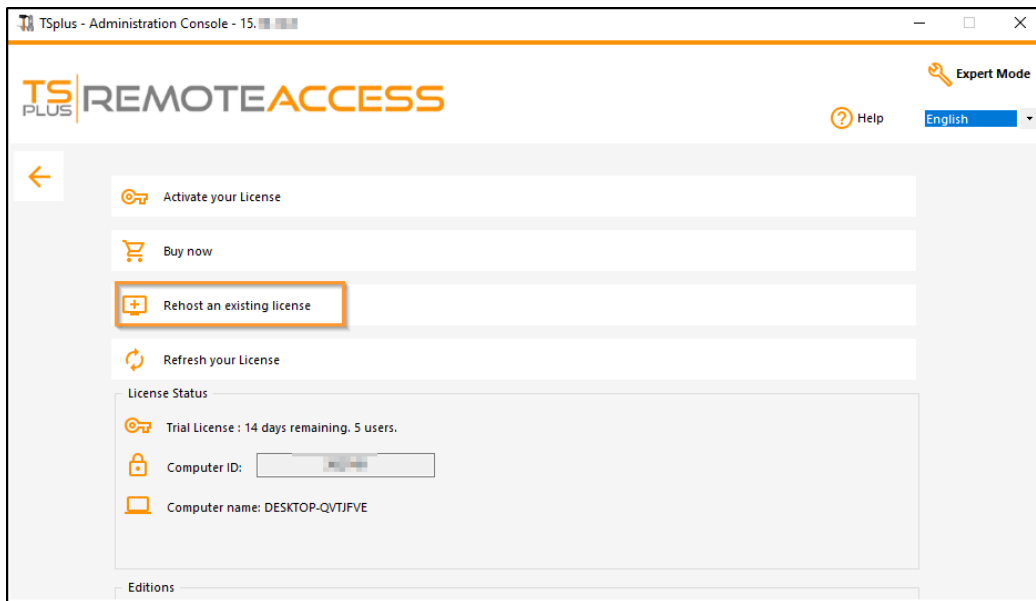 TSplus - Administration Console - 15.
Expert Mode
TS PLUS REMOTEACCESS
Help
English
Activate your License
Buy now
Rehost an existing license
Refresh your License
License Status
Trial License : 14 days remaining. 5 users.
Computer ID:
Computer name: DESKTOP-QVTJFVE
Editions